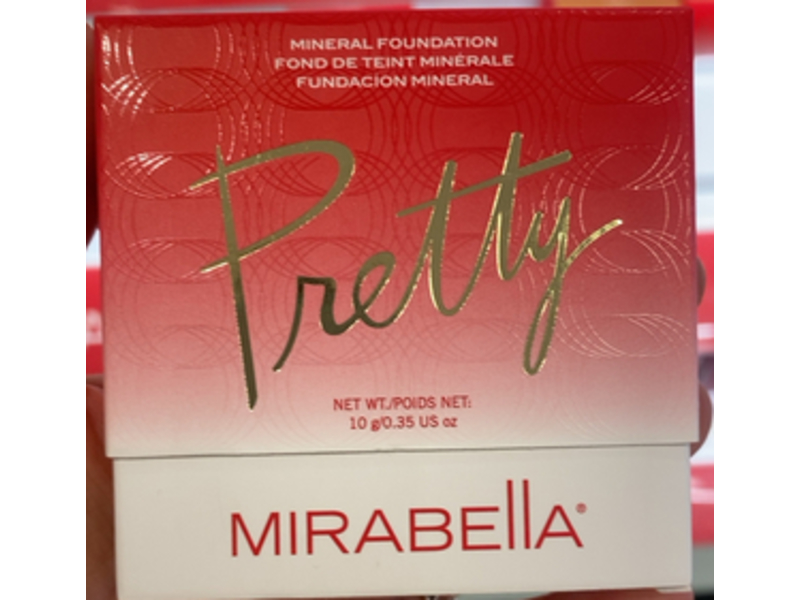 MINERAL FOUNDATION
FOND DE TEINT MINÉRALE
FUNDACION MINERAL
Pretty
NET WT./POIDS NET:
10 g/0.35 US oz
MIRABEllA®